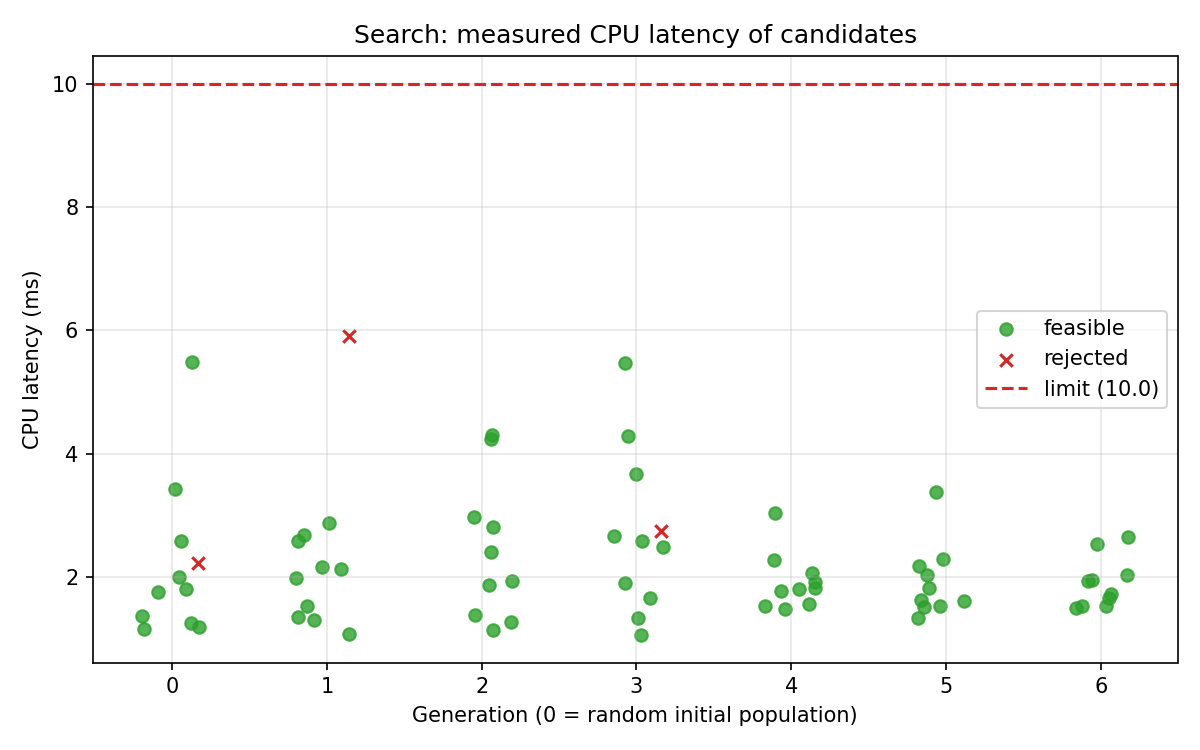 Search: measured CPU latency of candidates
10
8
6
4
2
CPU latency (ms)
feasible
rejected
limit (10.0)
0 1 2 3 4 5 6
Generation (0 = random initial population)